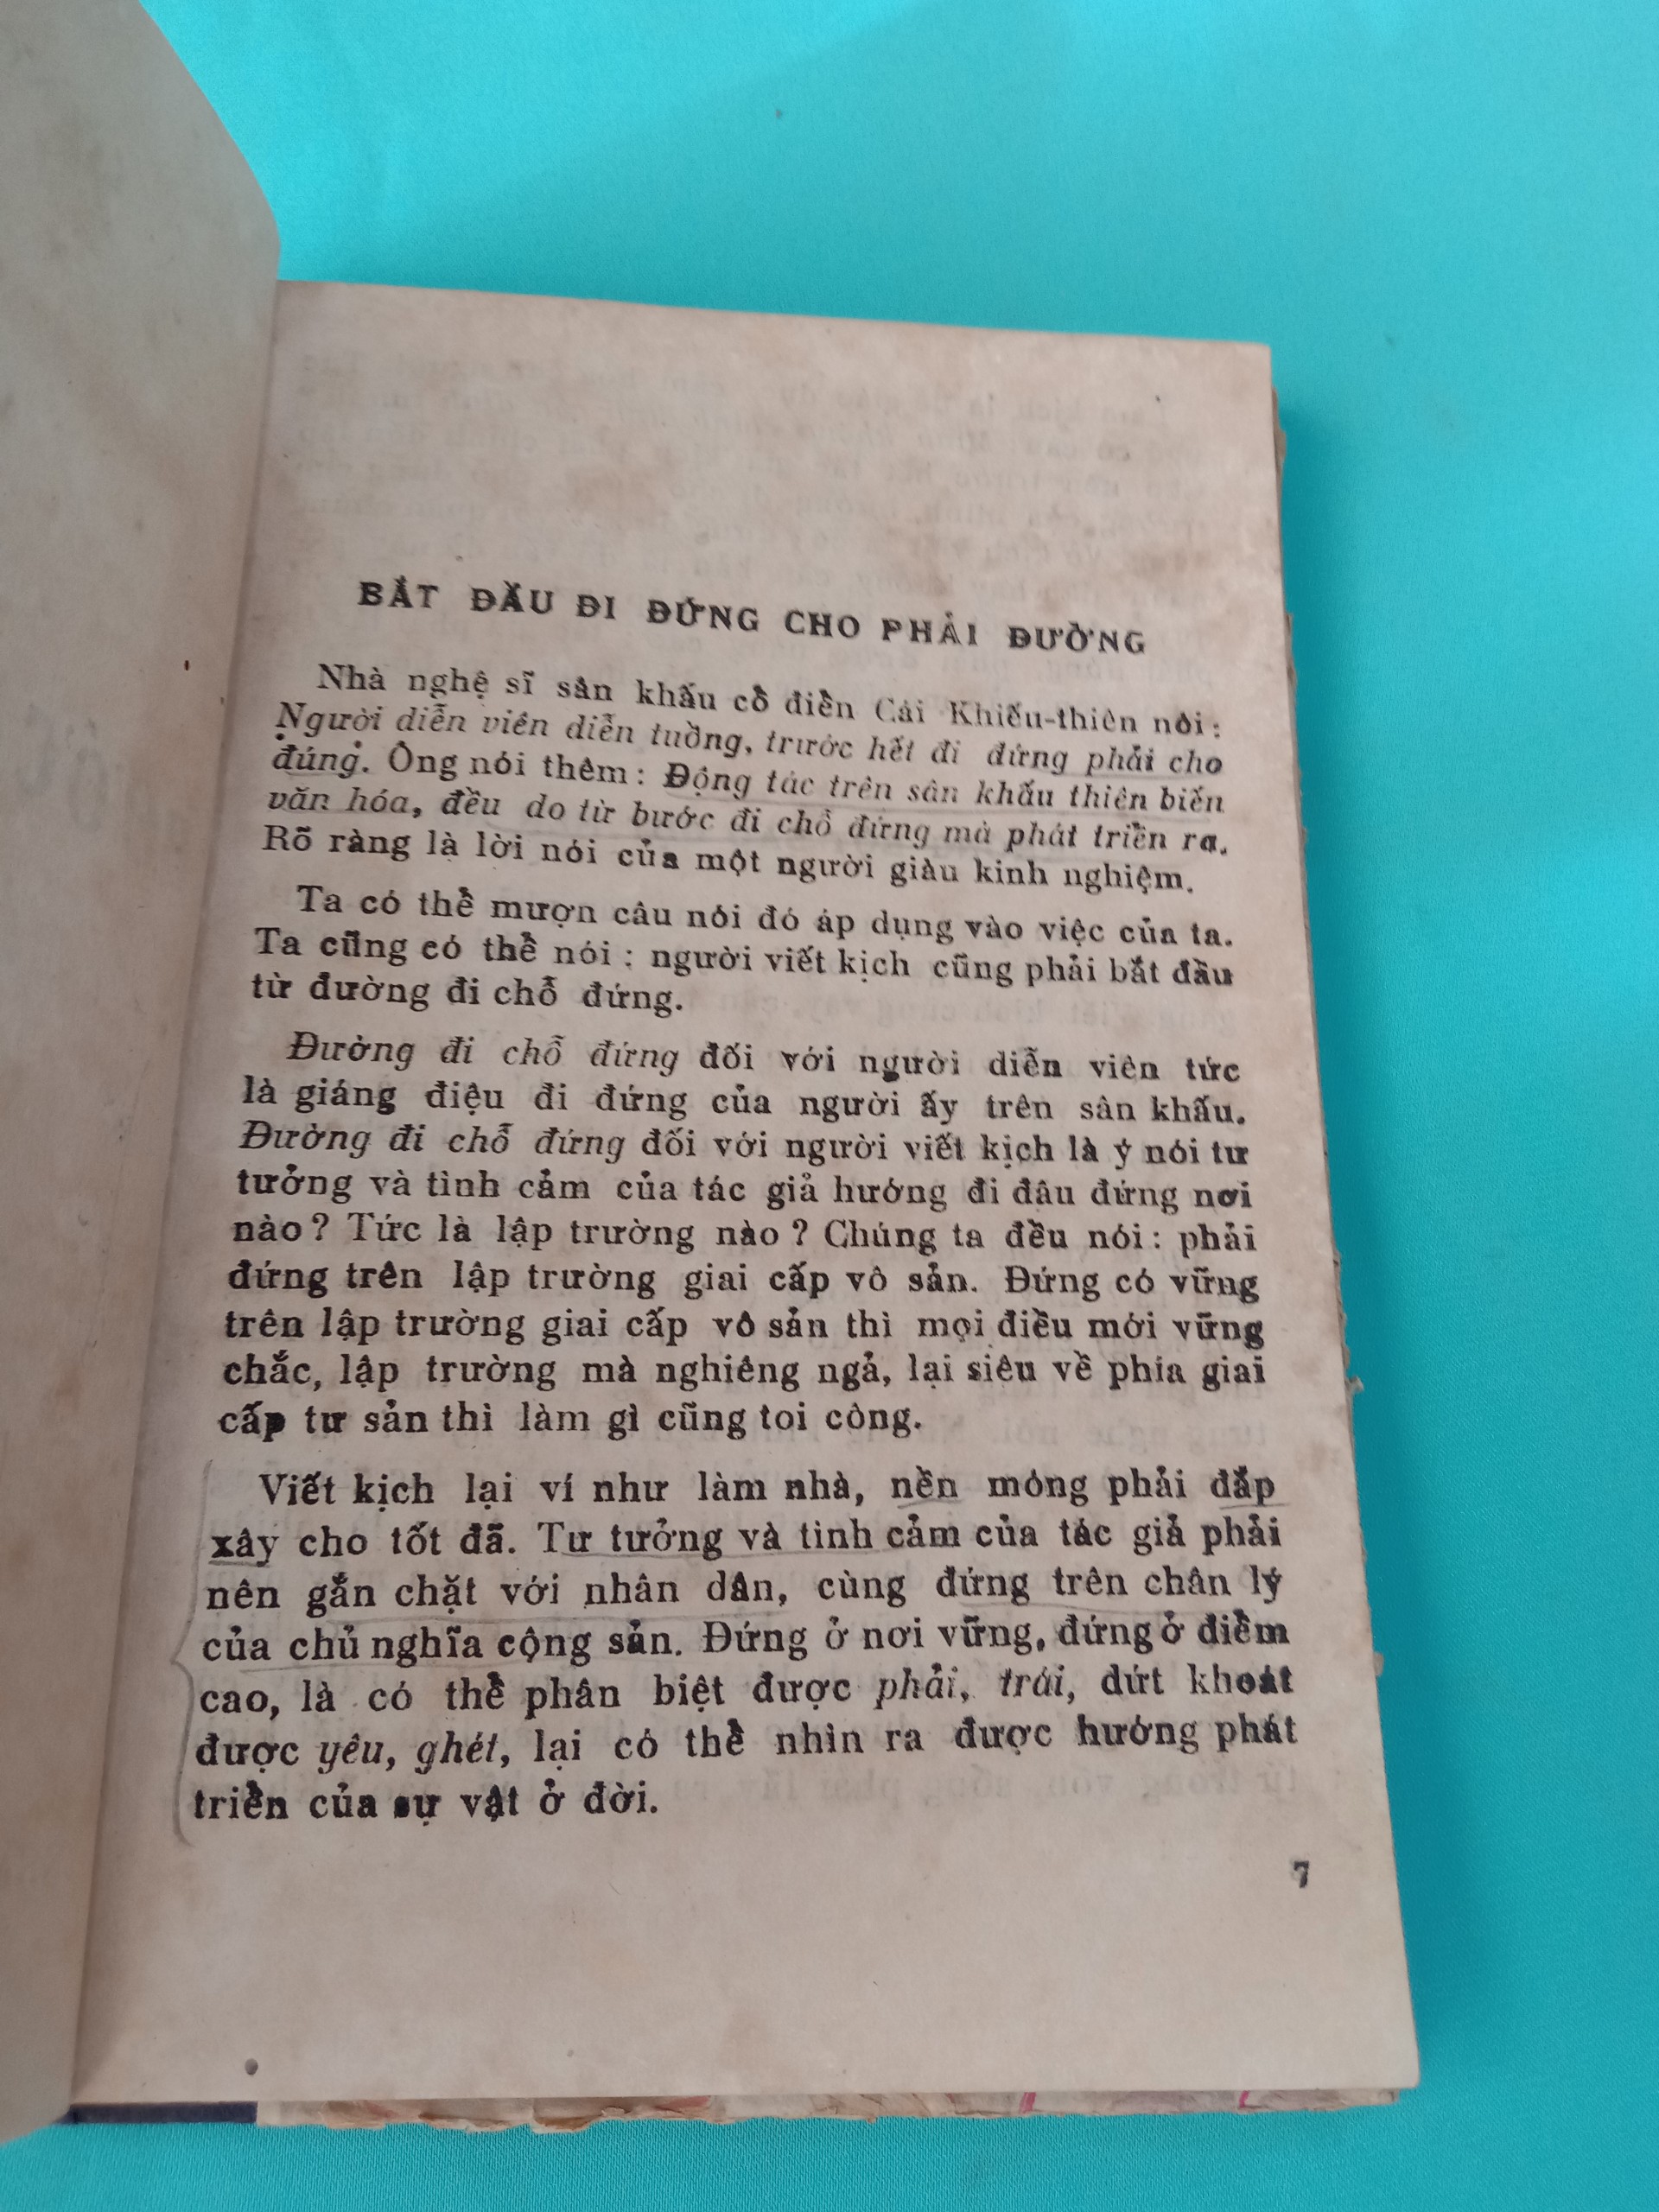 BẮT ĐẦU ĐI ĐỨNG CHO PHẢI ĐƯỜNG
Nhà nghệ sĩ sân khấu cổ điển Cái Khiếu-thiên nói :
Người diễn viên diễn tuồng, trước hết đi đứng phải cho
đúng. Ông nói thêm : Động tác trên sân khấu thiên biến
văn hóa, đều do từ bước đi chỗ đứng mà phát triển ra.
Rõ ràng là lời nói của một người giàu kinh nghiệm.
Ta có thể mượn câu nói đó áp dụng vào việc của ta.
Ta cũng có thể nói : người viết kịch cũng phải bắt đầu
từ đường đi chỗ đứng.
Đường đi chỗ đứng đối với người diễn viên tức
là giáng điệu đi đứng của người ấy trên sân khấu.
Đường đi chỗ đứng đối với người viết kịch là ý nói tư
tưởng và tình cảm của tác giả hướng đi đâu đứng nơi
nào ? Tức là lập trường nào ? Chúng ta đều nói : phải
đứng trên lập trường giai cấp vô sản. Đứng có vững
trên lập trường giai cấp vô sản thì mọi điều mới vững
chắc, lập trường mà nghiêng ngả, lại siêu về phía giai
cấp tư sản thì làm gì cũng toi công.
Viết kịch lại ví như làm nhà, nền móng phải đắp
xây cho tốt đã. Tư tưởng và tình cảm của tác giả phải
nên gắn chặt với nhân dân, cùng đứng trên chân lý
của chủ nghĩa cộng sản. Đứng ở nơi vững, đứng ở điểm
cao, là có thể phân biệt được phải, trái, dứt khoát
được yêu, ghét, lại có thể nhìn ra được hướng phát
triển của sự vật ở đời.
7